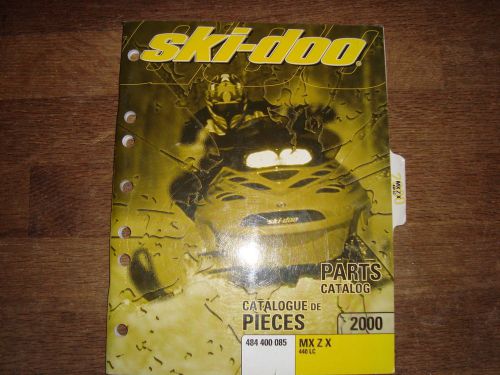 ski-doo
MX Z X
ski-doo
PARTS
CATALOG
CATALOGUE DE
PIECES
2000
484 400 085
MX Z X
440 LC